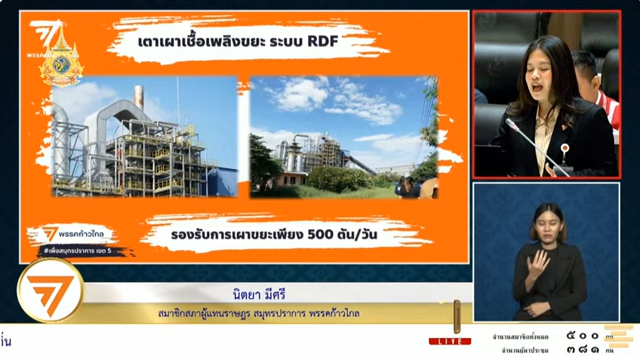 เตาเผาเชื้อเพลิงขยะ ระบบ RDF
พรรคก้าวไกล
#เพื่อสมุทรปราการ เขต 5
รองรับการเผาขยะเพียง 500 ตัน/วัน
นิตยา มีศรี
สมาชิกสภาผู้แทนราษฎร สมุทรปราการ พรรคก้าวไกล
LIVE
จำนวนสมาชิกทั้งหมด ๕๐๐ คน
จำนวนผู้มาประชุม ๓๘๑ คน